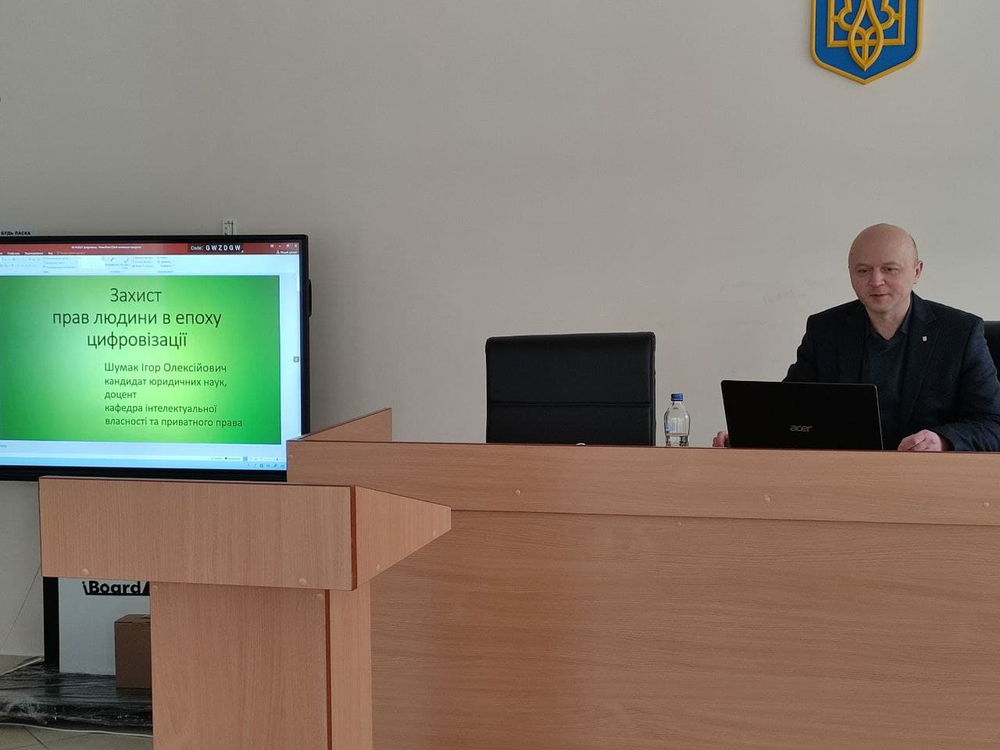 БУДЬ ЛАСКА
Code: GWZDGW
Захист
прав людини в епоху
цифровізації
Шумак Ігор Олексійович
кандидат юридичних наук,
доцент
кафедра інтелектуальної
власності та приватного права
acer
iBoard